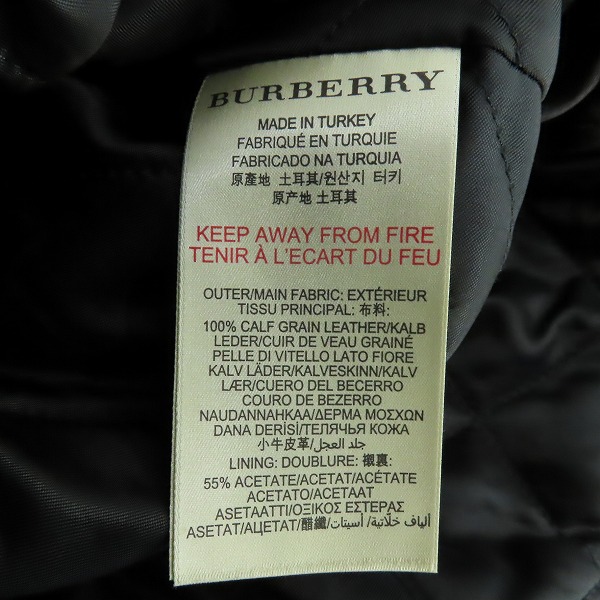 BURBERRY
MADE IN TURKEY
FABRIQUÉ EN TURQUIE
FABRICADO NA TURQUIA
原產地 土耳其/원산지 터키
原产地 土耳其
KEEP AWAY FROM FIRE
TENIR À L'ECART DU FEU
OUTER/MAIN FABRIC: EXTÉRIEUR
TISSU PRINCIPAL: 布料:
100% CALF GRAIN LEATHER/KALB
LEDER/CUIR DE VEAU GRAINÉ
PELLE DI VITELLO LATO FIORE
KALV LÄDER/KALVESKINN/KALV
LÆR/CUERO DEL BECERRO
COURO DE BEZERRO
NAUDANNAHKAA/ΔΕΡΜΑ ΜΟΣΧΩΝ
DANA DERİSİ/ТЕЛЯЧЬЯ КОЖА
小牛皮革/جلد العجل
LINING: DOUBLURE: 襯裏:
55% ACETATE/ACETAT/ACÉTATE
ACETATO/ACETAAT
ASETAATTI/ΟΞΙΚΟΣ ΕΣΤΕΡΑΣ
ASETAT/АЦЕТАТ/醋纖/ألياف خلّاتية/أسيتات